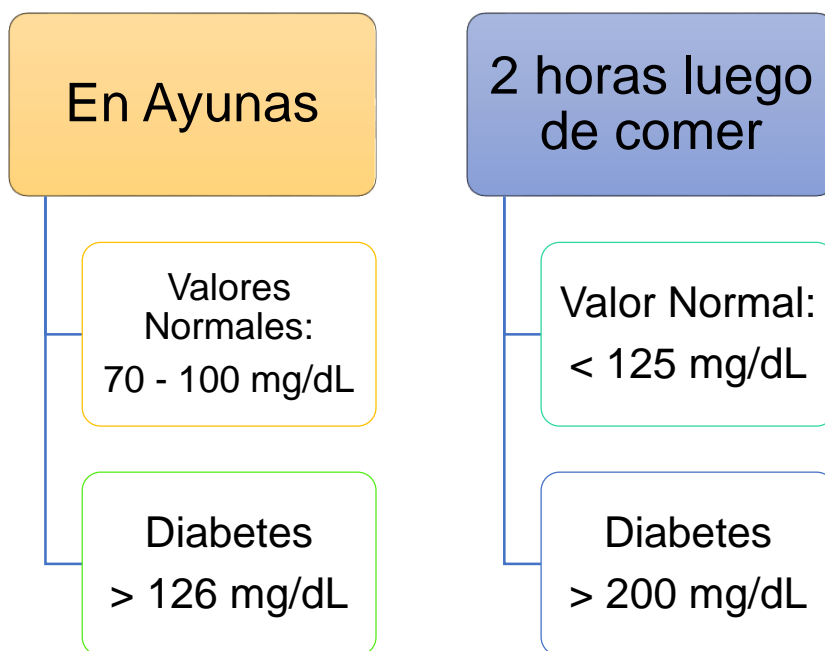 En Ayunas
Valores
Normales:
70 - 100 mg/dL
Diabetes
> 126 mg/dL
2 horas luego
de comer
Valor Normal:
< 125 mg/dL
Diabetes
> 200 mg/dL